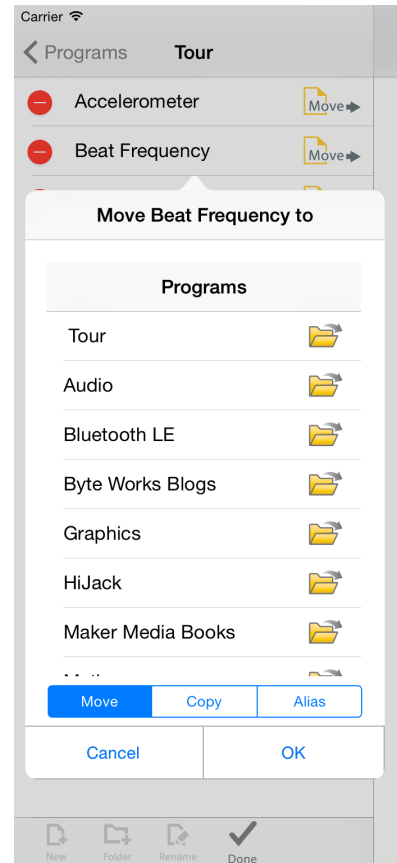 Carrier
Programs Tour
Accelerometer Move
Beat Frequency Move
Move Beat Frequency to
Programs
Tour
Audio
Bluetooth LE
Byte Works Blogs
Graphics
HiJack
Maker Media Books
Move Copy Alias
Cancel OK
New Folder Rename Done